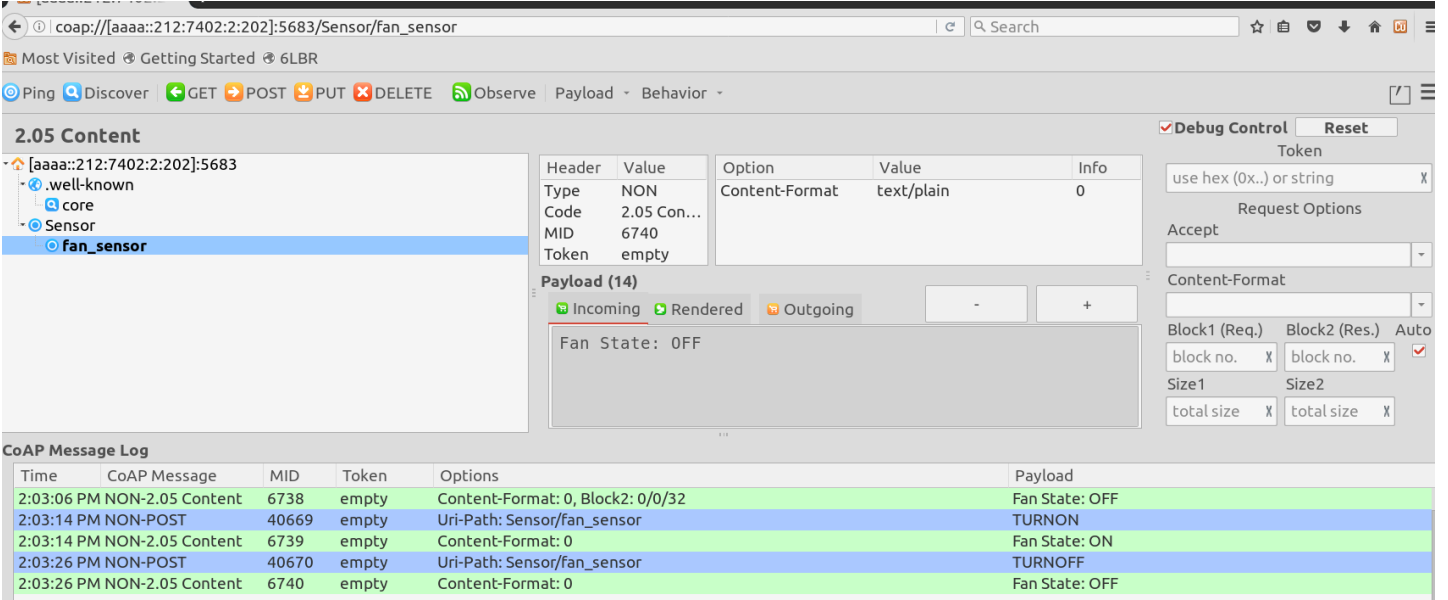 coap://[aaaa::212:7402:2:202]:5683/Sensor/fan_sensor Search
Most Visited Getting Started 6LBR
Ping Discover GET POST PUT DELETE Observe Payload Behavior
2.05 Content
Debug Control Reset
[aaaa::212:7402:2:202]:5683
.well-known
core
Sensor
fan_sensor
Header Value
Type NON
Code 2.05 Con...
MID 6740
Token empty
Option Value Info
Content-Format text/plain 0
Payload (14)
Incoming Rendered Outgoing - +
Fan State: OFF
Token
use hex (0x..) or string X
Request Options
Accept
Content-Format
Block1 (Req.) Block2 (Res.) Auto
block no. X block no. X
Size1 Size2
total size X total size X
CoAP Message Log
Time CoAP Message MID Token Options Payload
2:03:06 PM NON-2.05 Content 6738 empty Content-Format: 0, Block2: 0/0/32 Fan State: OFF
2:03:14 PM NON-POST 40669 empty Uri-Path: Sensor/fan_sensor TURNON
2:03:14 PM NON-2.05 Content 6739 empty Content-Format: 0 Fan State: ON
2:03:26 PM NON-POST 40670 empty Uri-Path: Sensor/fan_sensor TURNOFF
2:03:26 PM NON-2.05 Content 6740 empty Content-Format: 0 Fan State: OFF